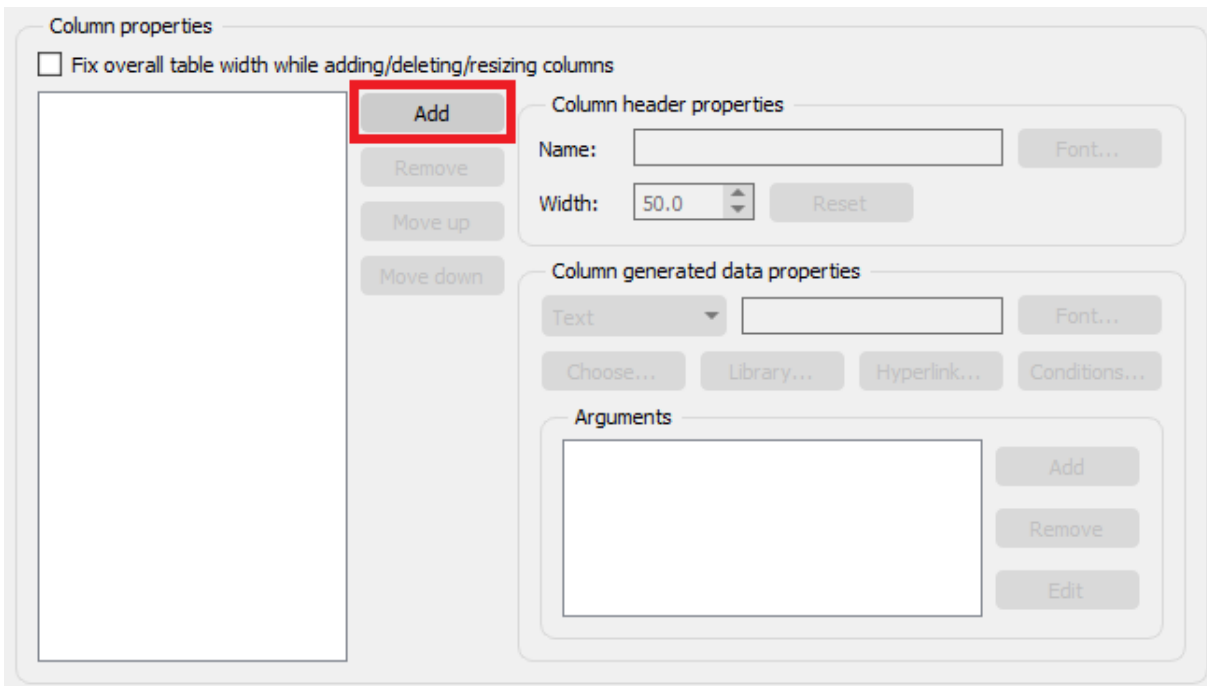 Column properties
Fix overall table width while adding/deleting/resizing columns
Add
Remove
Move up
Move down
Column header properties
Name:
Font...
Width:
50.0
Reset
Column generated data properties
Text
Font...
Choose...
Library...
Hyperlink...
Conditions...
Arguments
Add
Remove
Edit